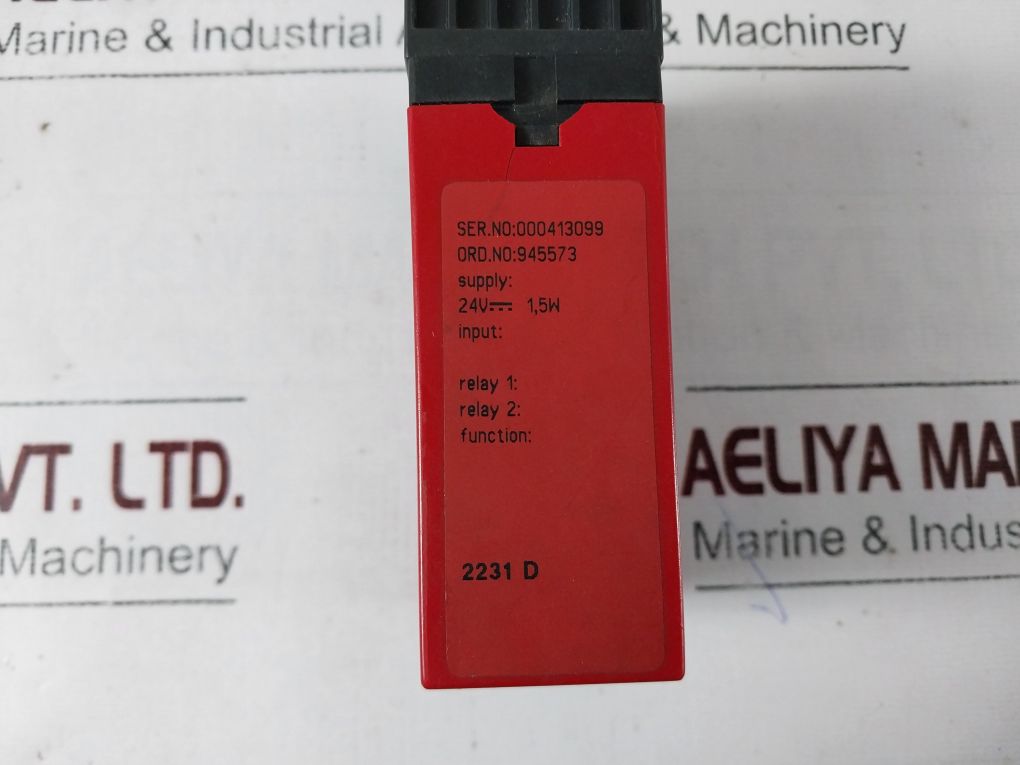 Marine & Industrial
& Machinery
SER.NO:000413099
ORD.NO:945573
supply:
24V⎓ 1,5W
input:
relay 1:
relay 2:
function:
2231 D
VT. LTD.
Machinery
AELIYA MAR
Marine & Indus